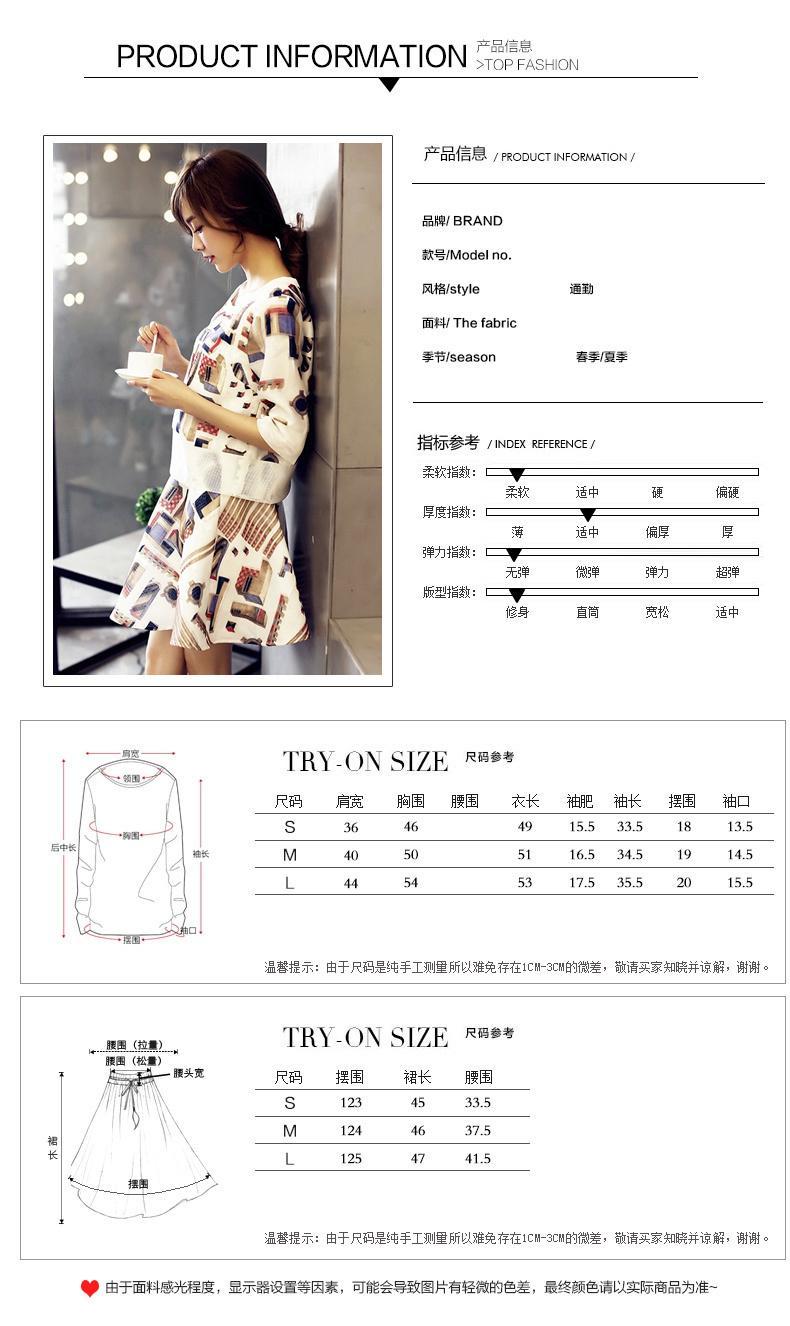 PRODUCT INFORMATION 产品信息
>TOP FASHION
产品信息 / PRODUCT INFORMATION /
品牌/ BRAND
款号/Model no.
风格/style 通勤
面料/ The fabric
季节/season 春季/夏季
指标参考 / INDEX REFERENCE /
柔软指数:
柔软 适中 硬 偏硬
厚度指数:
薄 适中 偏厚 厚
弹力指数:
无弹 微弹 弹力 超弹
版型指数:
修身 直筒 宽松 适中
肩宽
领围
胸围
后中长
袖长
袖口
摆围
TRY-ON SIZE 尺码参考
尺码 肩宽 胸围 腰围 衣长 袖肥 袖长 摆围 袖口
S 36 46 49 15.5 33.5 18 13.5
M 40 50 51 16.5 34.5 19 14.5
L 44 54 53 17.5 35.5 20 15.5
温馨提示：由于尺码是纯手工测量所以难免存在1CM-3CM的微差，敬请买家知晓并谅解，谢谢。
腰围（拉量）
腰围（松量）
腰头宽
裙长
摆围
TRY-ON SIZE 尺码参考
尺码 摆围 裙长 腰围
S 123 45 33.5
M 124 46 37.5
L 125 47 41.5
温馨提示：由于尺码是纯手工测量所以难免存在1CM-3CM的微差，敬请买家知晓并谅解，谢谢。
由于面料感光程度，显示器设置等因素，可能会导致图片有轻微的色差，最终颜色请以实际商品为准~